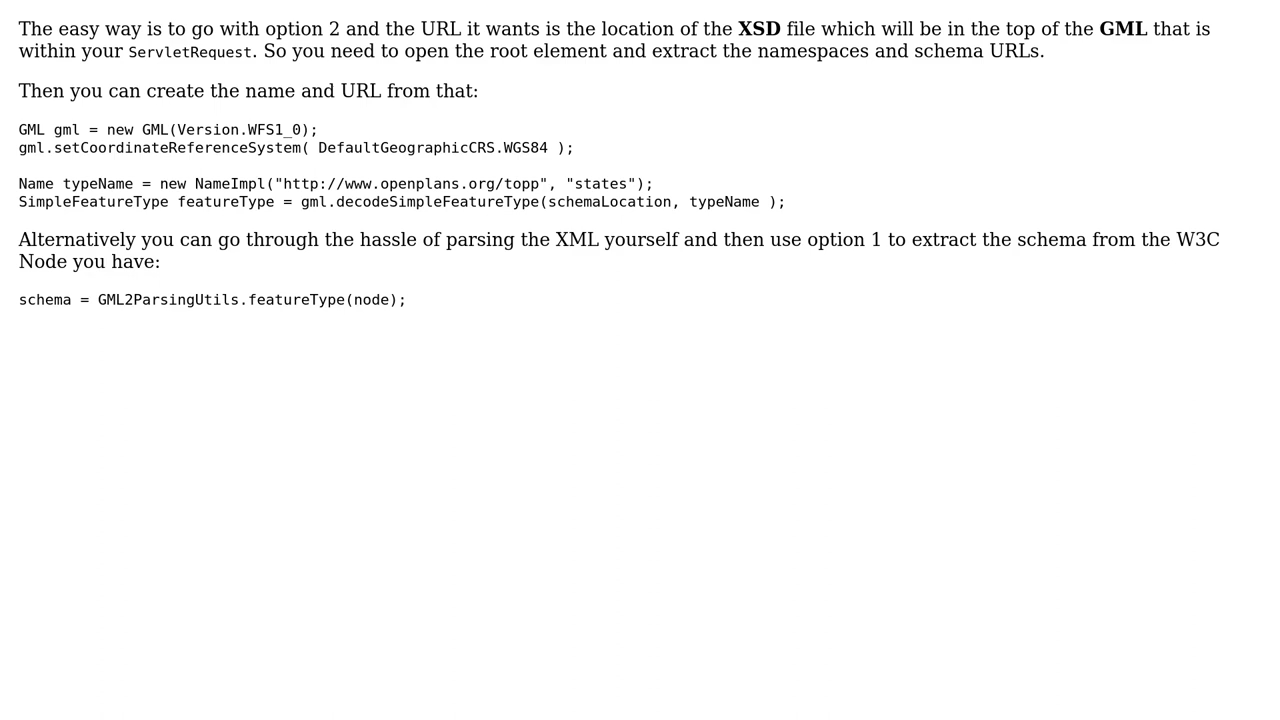 The easy way is to go with option 2 and the URL it wants is the location of the XSD file which will be in the top of the GML that is
within your ServletRequest. So you need to open the root element and extract the namespaces and schema URLs.
Then you can create the name and URL from that:
GML gml = new GML(Version.WFS1_0);
gml.setCoordinateReferenceSystem( DefaultGeographicCRS.WGS84 );
Name typeName = new NameImpl("http://www.openplans.org/topp", "states");
SimpleFeatureType featureType = gml.decodeSimpleFeatureType(schemaLocation, typeName );
Alternatively you can go through the hassle of parsing the XML yourself and then use option 1 to extract the schema from the W3C
Node you have:
schema = GML2ParsingUtils.featureType(node);